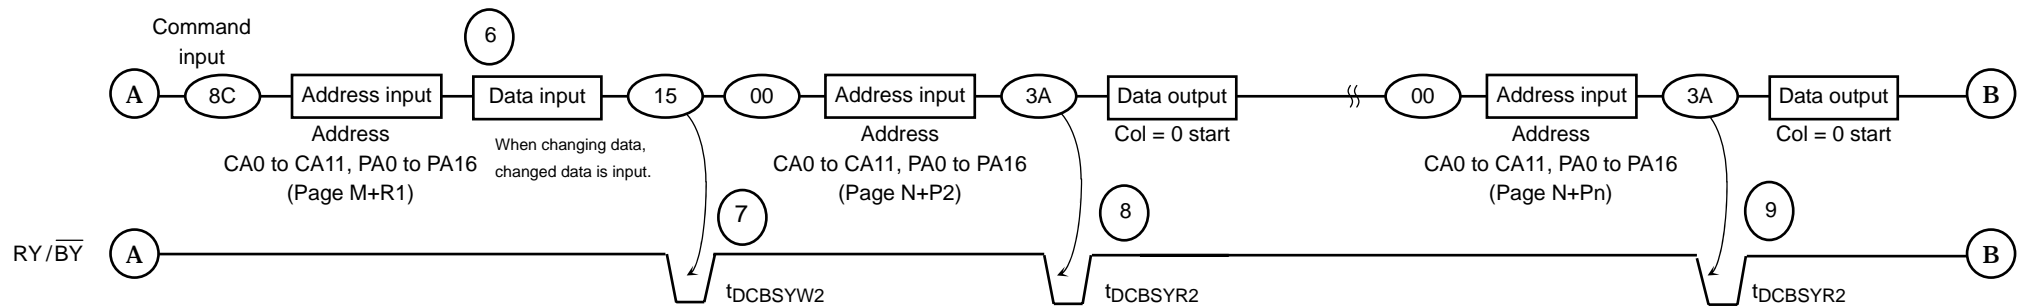 Command
input
6
A
8C
Address input
Data input
15
00
Address input
3A
Data output
00
Address input
3A
Data output
B
Address
CA0 to CA11, PA0 to PA16
(Page M+R1)
When changing data,
changed data is input.
Address
CA0 to CA11, PA0 to PA16
(Page N+P2)
Col = 0 start
Address
CA0 to CA11, PA0 to PA16
(Page N+Pn)
Col = 0 start
7
8
9
RY/BY
A
B
tDCBSYW2
tDCBSYR2
tDCBSYR2